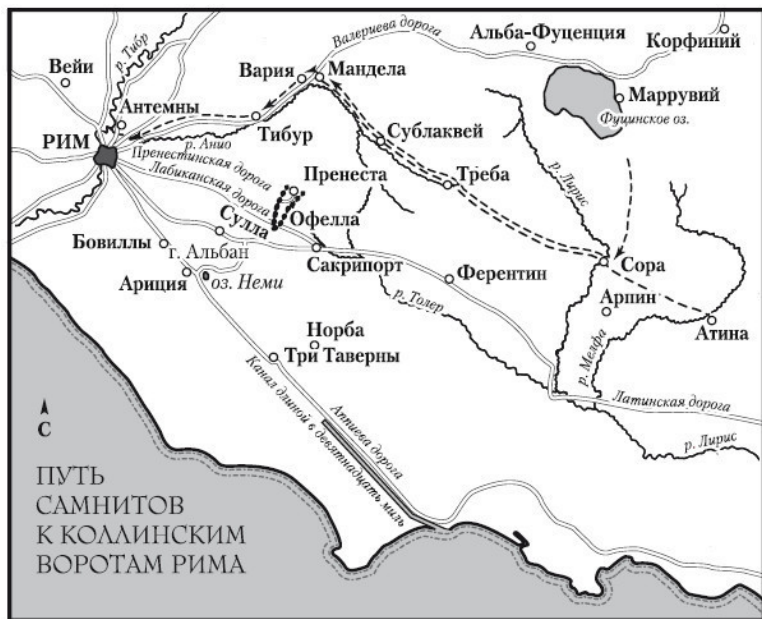 Валериева дорога
Альба-Фуценция
Корфиний
р. Тибр
Вейи
Вария
Мандела
Маррувий
Фуцинское оз.
Антемны
Тибур
Сублаквей
РИМ
р. Анио
Пренестинская дорога
Лабиканская дорога
Пренеста
Треба
р. Лирис
Сулла
Офелла
Бовиллы
г. Альбан
Сакрипорт
Ферентин
Сора
Ариция
оз. Неми
Арпин
Атина
р. Толер
Норба
Три Таверны
р. Мелфа
Латинская дорога
Канал длиной в девятнадцать миль
Аппиева дорога
р. Лирис
С
ПУТЬ
САМНИТОВ
К КОЛЛИНСКИМ
ВОРОТАМ РИМА